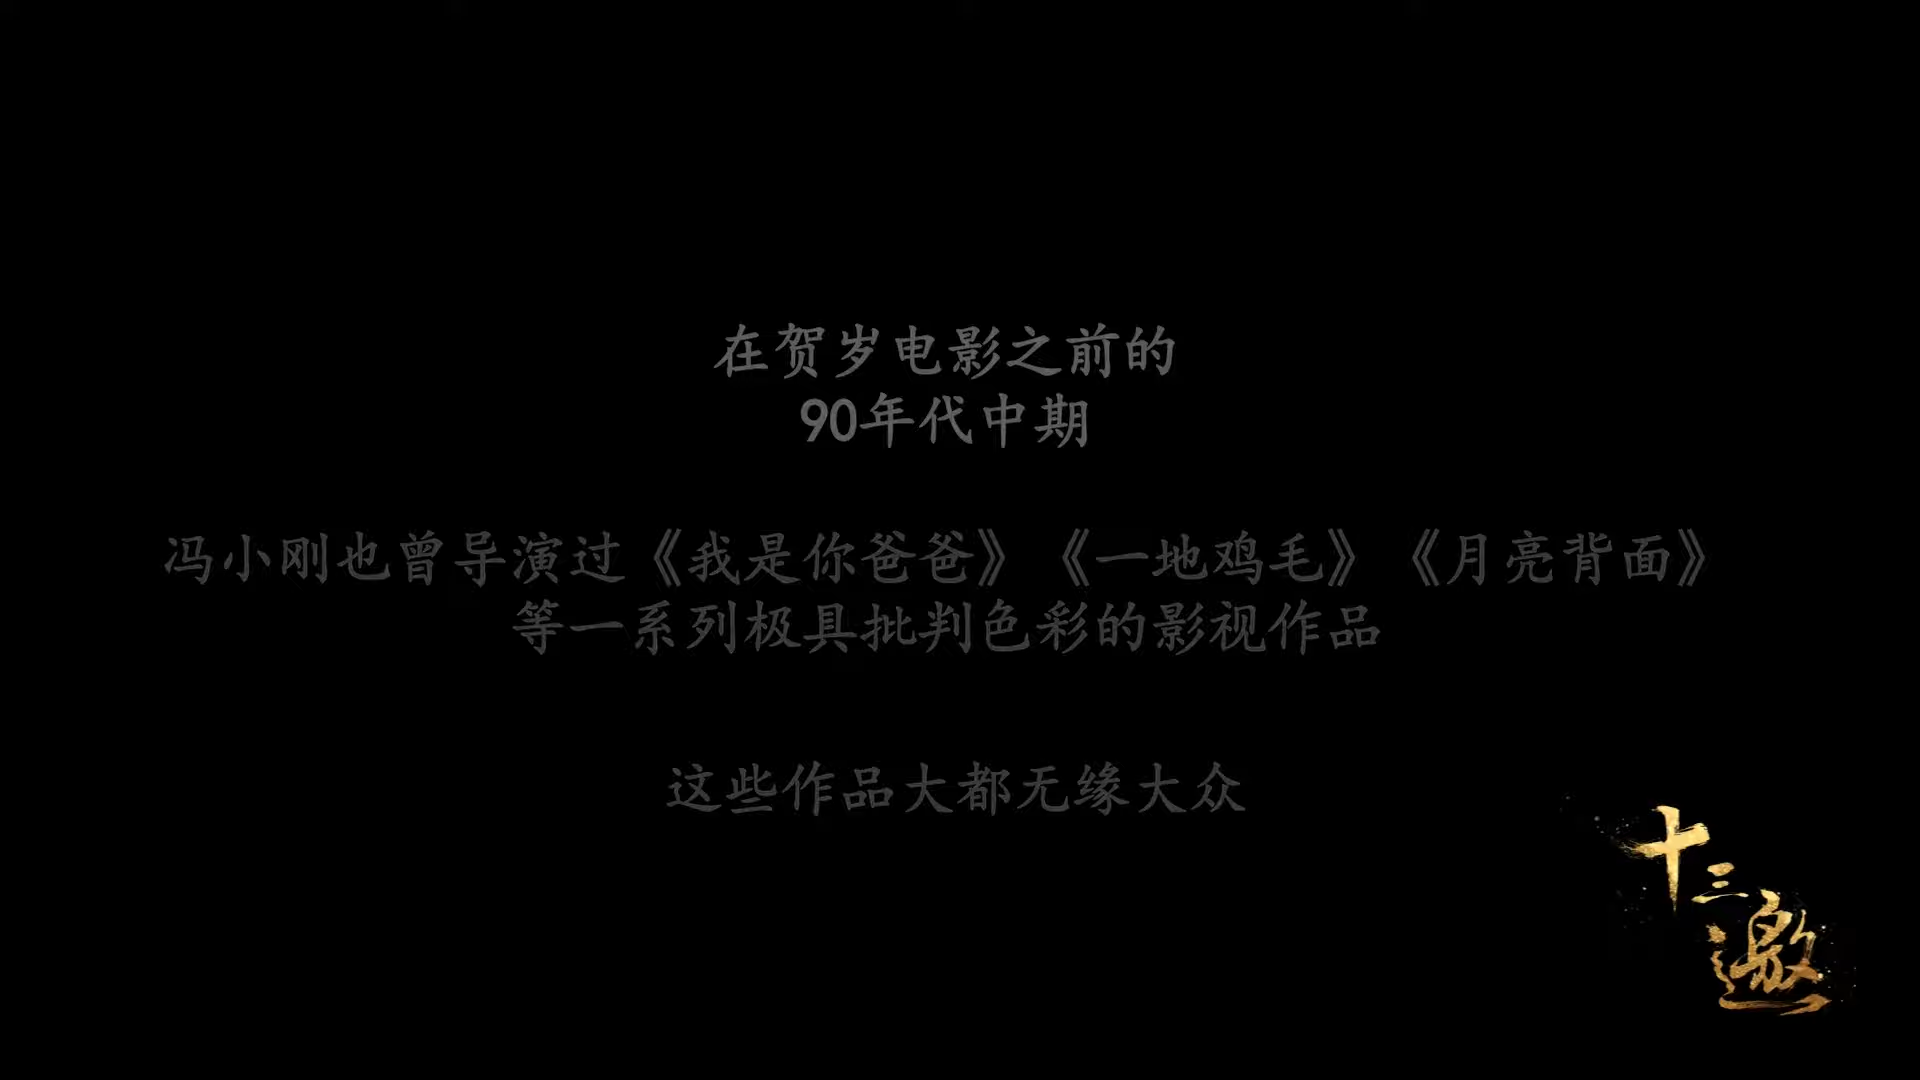 在贺岁电影之前的
90年代中期
冯小刚也曾导演过《我是你爸爸》《一地鸡毛》《月亮背面》
等一系列极具批判色彩的影视作品
这些作品大都无缘大众
十三邀